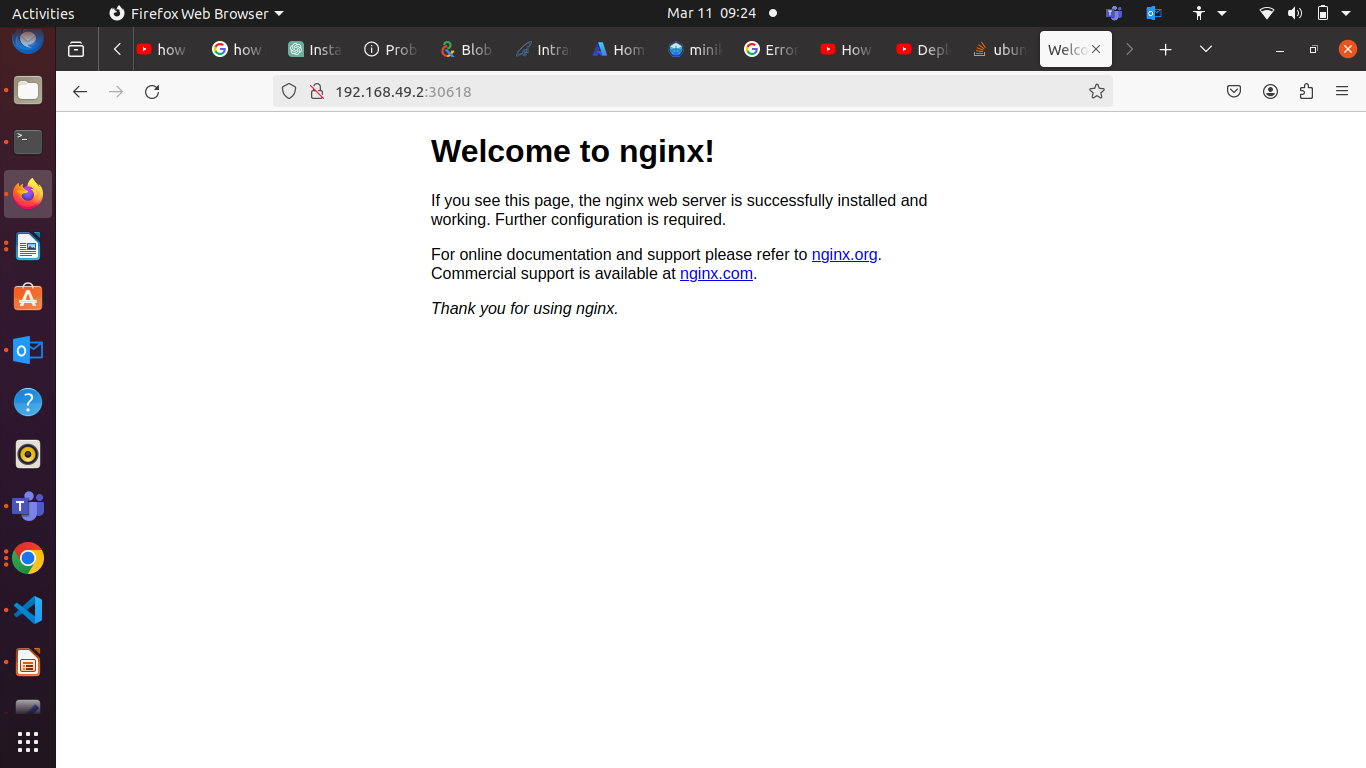 Activities
Firefox Web Browser
Mar 11 09:24
how
how
Insta
Prob
Blob
Intra
Hom
mini
Erro
How
Depl
ubun
Welco
192.168.49.2:30618
Welcome to nginx!
If you see this page, the nginx web server is successfully installed and
working. Further configuration is required.
For online documentation and support please refer to nginx.org.
Commercial support is available at nginx.com.
Thank you for using nginx.